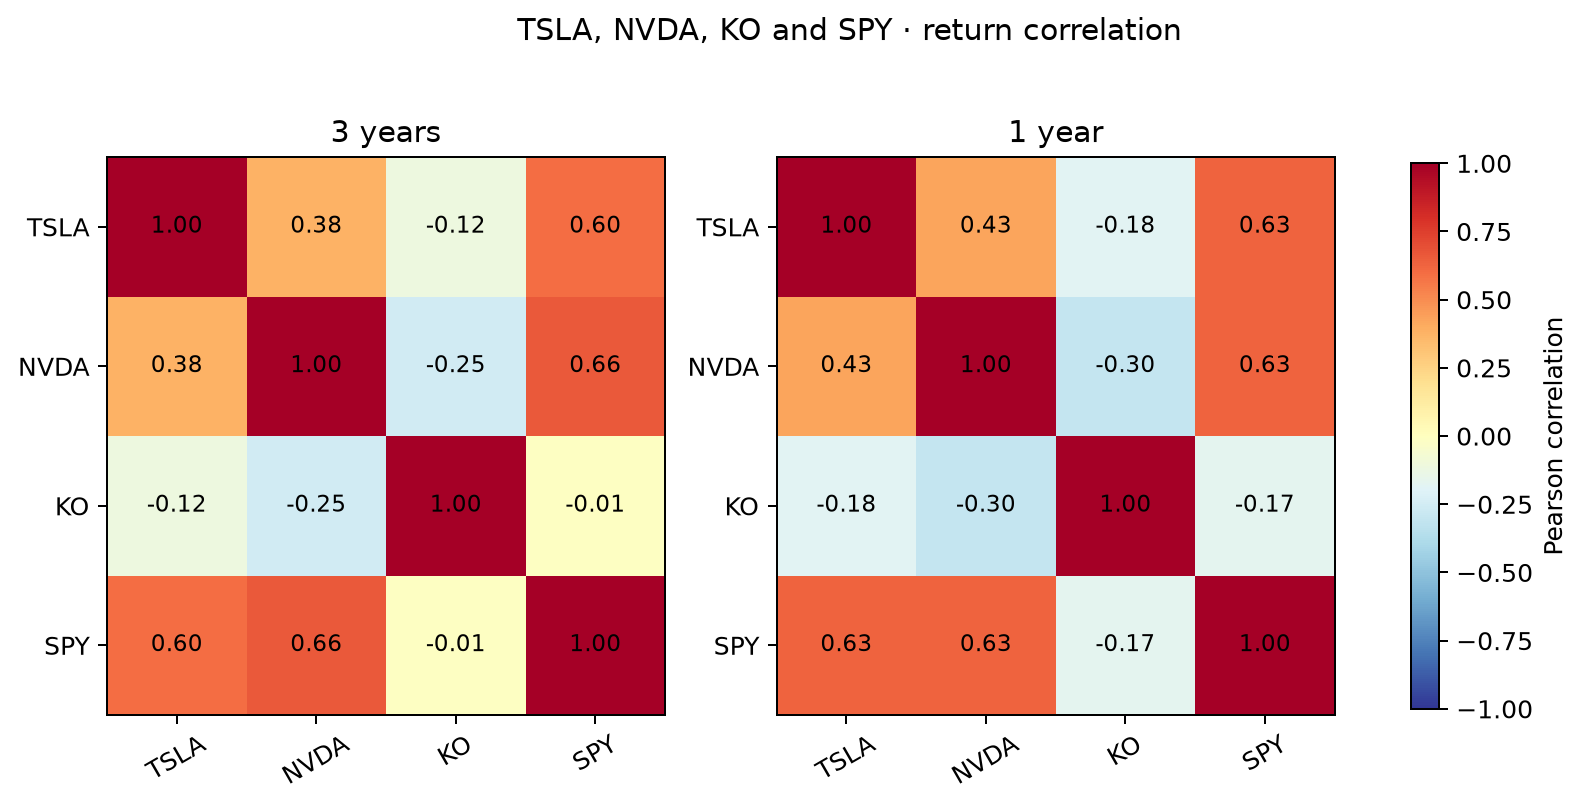 TSLA, NVDA, KO and SPY · return correlation
3 years
TSLA 1.00 0.38 -0.12 0.60
NVDA 0.38 1.00 -0.25 0.66
KO -0.12 -0.25 1.00 -0.01
SPY 0.60 0.66 -0.01 1.00
TSLA NVDA KO SPY
1 year
TSLA 1.00 0.43 -0.18 0.63
NVDA 0.43 1.00 -0.30 0.63
KO -0.18 -0.30 1.00 -0.17
SPY 0.63 0.63 -0.17 1.00
TSLA NVDA KO SPY
1.00
0.75
0.50
0.25
0.00
−0.25
−0.50
−0.75
−1.00
Pearson correlation